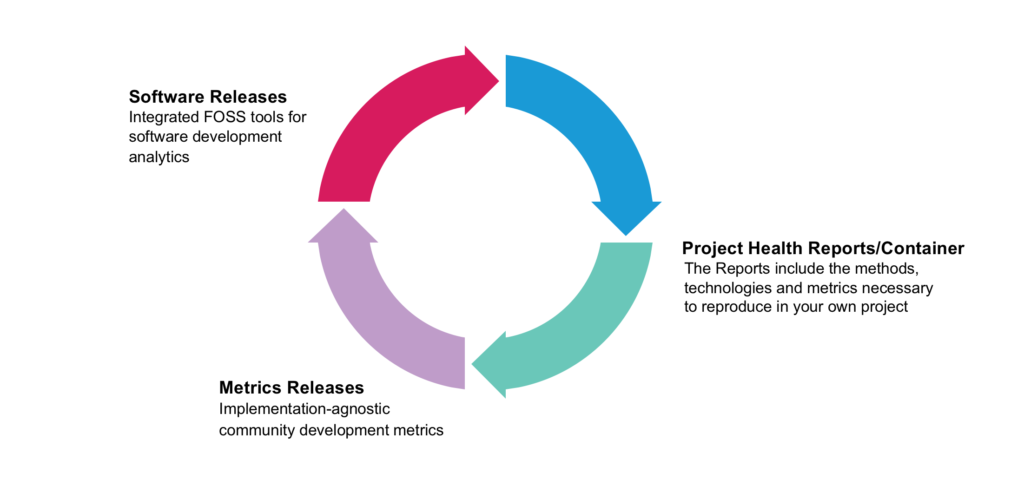 Software Releases
Integrated FOSS tools for
software development
analytics
Project Health Reports/Container
The Reports include the methods,
technologies and metrics necessary
to reproduce in your own project
Metrics Releases
Implementation-agnostic
community development metrics